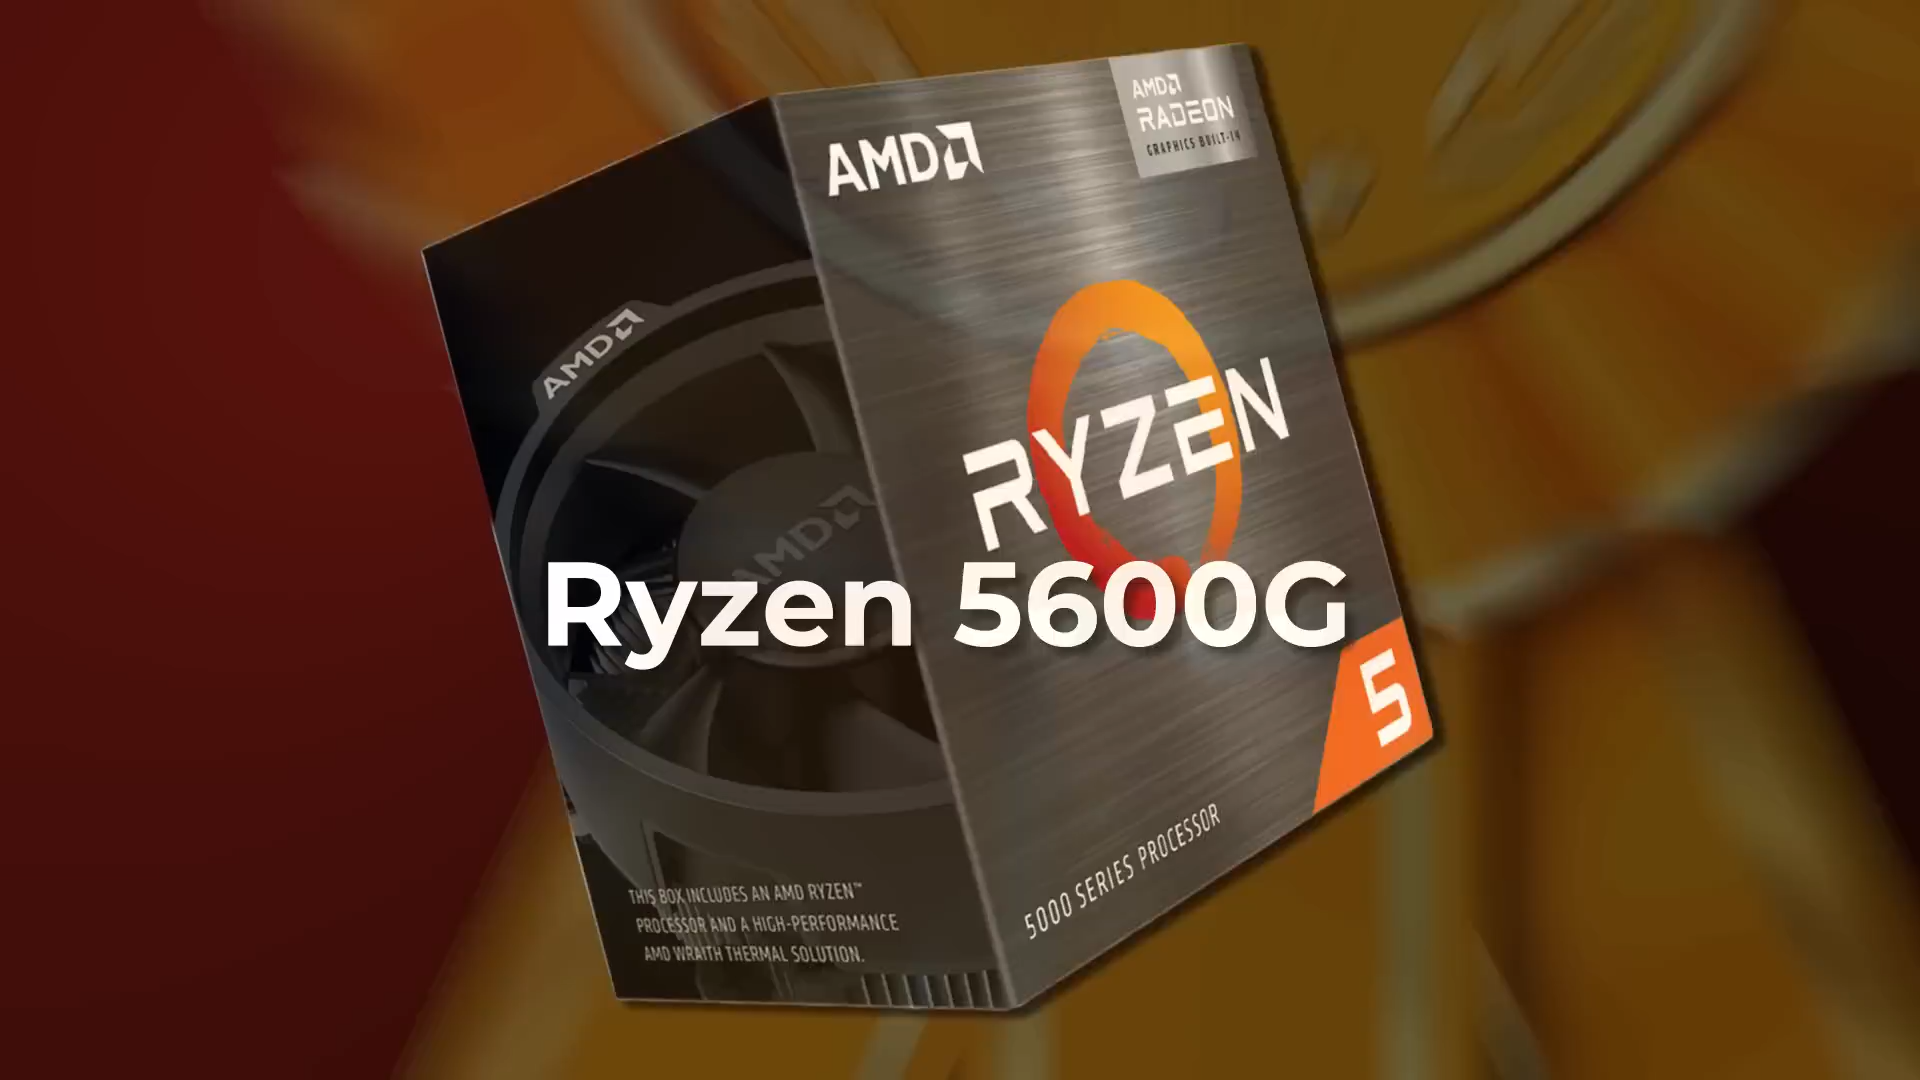 AMD
RADEON
GRAPHICS BUILT-IN
AMD
AMD
RYZEN
AMD
Ryzen 5600G
5
5000 SERIES PROCESSOR
THIS BOX INCLUDES AN AMD RYZEN™
PROCESSOR AND A HIGH-PERFORMANCE
AMD WRAITH THERMAL SOLUTION.